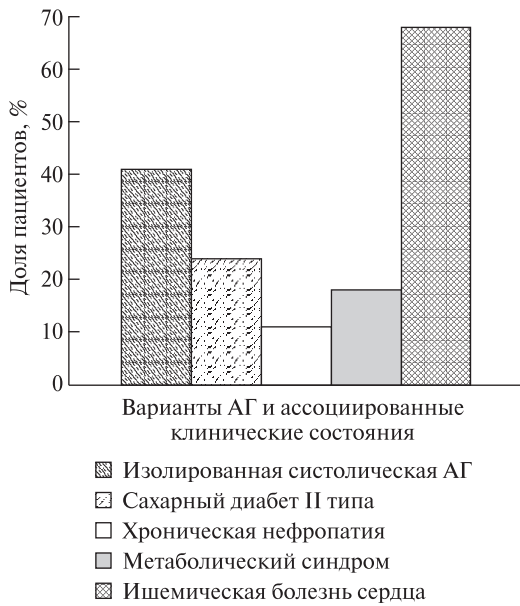 Доля пациентов, %
70
60
50
40
30
20
10
0
Варианты АГ и ассоциированные
клинические состояния
Изолированная систолическая АГ
Сахарный диабет II типа
Хроническая нефропатия
Метаболический синдром
Ишемическая болезнь сердца